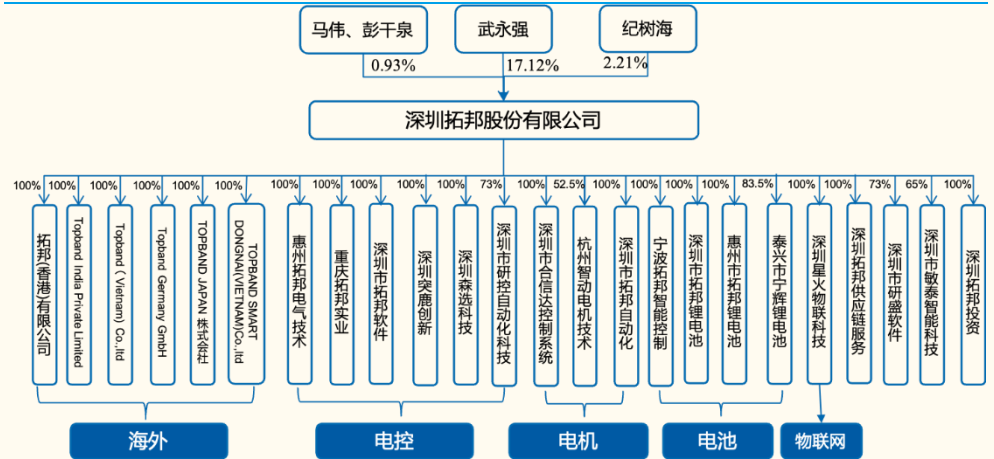 马伟、彭干泉
武永强
纪树海
0.93%
17.12%
2.21%
深圳拓邦股份有限公司
100%
100%
100%
100%
100%
100%
100%
100%
100%
100%
100%
73%
100%
52.5%
100%
100%
100%
100%
83.5%
100%
100%
73%
65%
100%
拓邦(香港)有限公司
Topband India Private Limited
Topband (Vietnam) Co.,ltd
Topband Germany GmbH
TOPBAND JAPAN 株式会社
TOPBAND SMART
DONGNAI(VIETNAM)Co.,ltd
惠州拓邦电气技术
重庆拓邦实业
深圳市拓邦软件
深圳突鹿创新
深圳森选科技
深圳市研控自动化科技
深圳市合信达控制系统
杭州智动电机技术
深圳市拓邦自动化
宁波拓邦智能控制
深圳市拓邦锂电池
惠州市拓邦锂电池
泰兴市宁辉锂电池
深圳星火物联科技
深圳拓邦供应链服务
深圳市研盛软件
深圳市敏泰智能科技
深圳拓邦投资
海外
电控
电机
电池
物联网